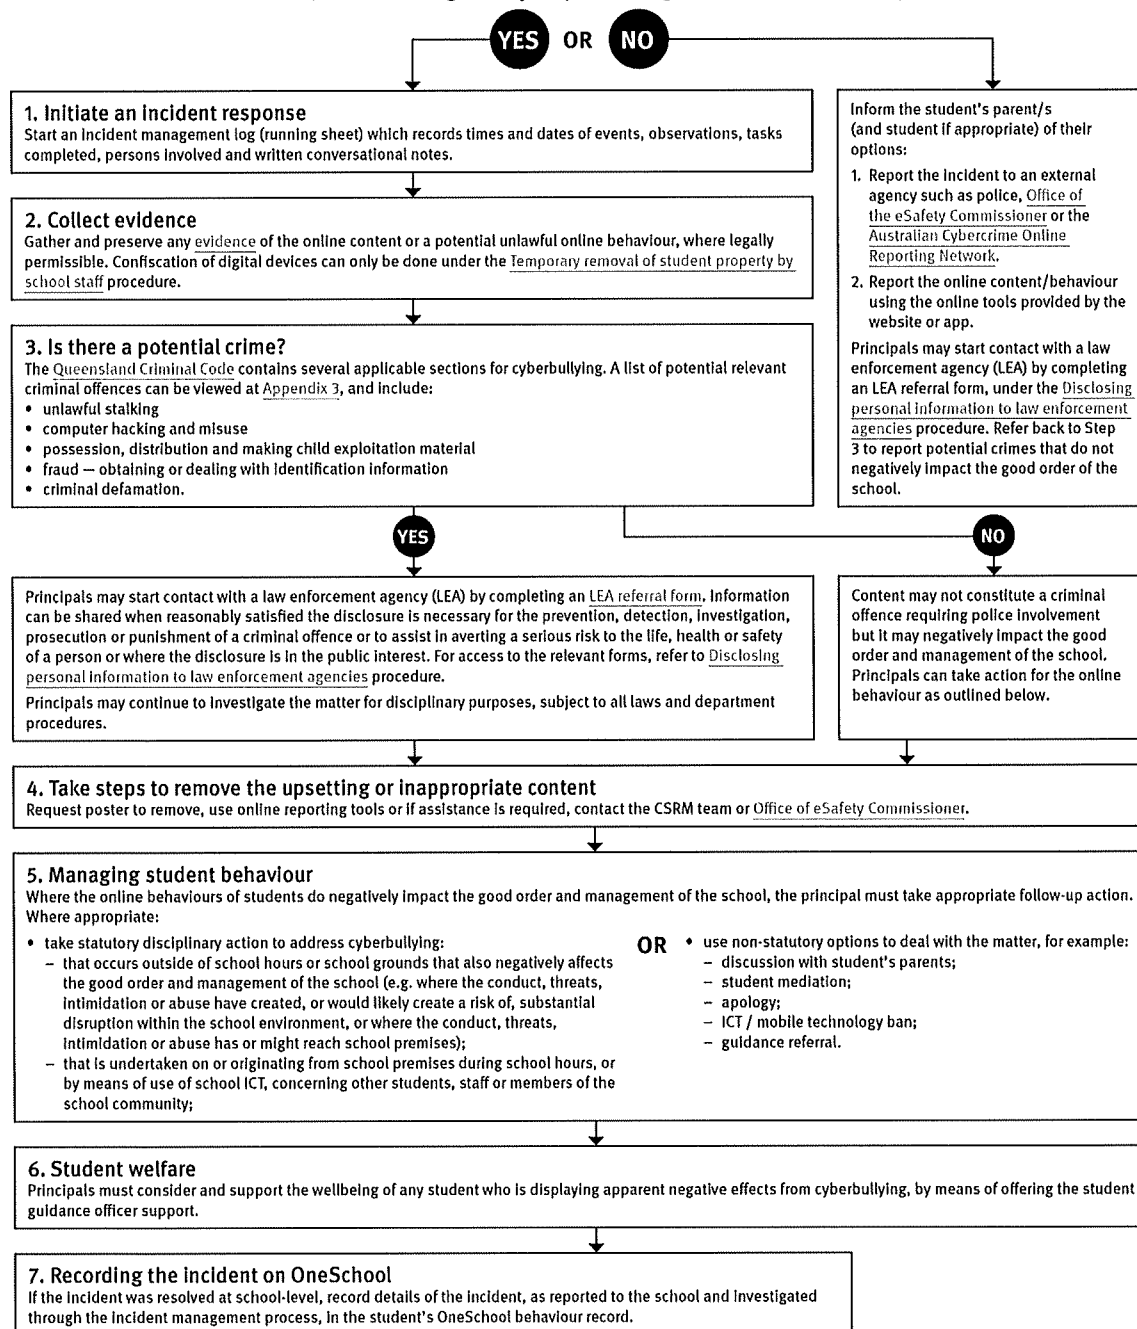 YES OR NO
1. Initiate an incident response
Start an incident management log (running sheet) which records times and dates of events, observations, tasks
completed, persons involved and written conversational notes.
2. Collect evidence
Gather and preserve any evidence of the online content or a potential unlawful online behaviour, where legally
permissible. Confiscation of digital devices can only be done under the Temporary removal of student property by
school staff procedure.
3. Is there a potential crime?
The Queensland Criminal Code contains several applicable sections for cyberbullying. A list of potential relevant
criminal offences can be viewed at Appendix 3, and include:
• unlawful stalking
• computer hacking and misuse
• possession, distribution and making child exploitation material
• fraud — obtaining or dealing with identification information
• criminal defamation.
Inform the student's parent/s
(and student if appropriate) of their
options:
1. Report the incident to an external
agency such as police, Office of
the eSafety Commissioner or the
Australian Cybercrime Online
Reporting Network.
2. Report the online content/behaviour
using the online tools provided by the
website or app.
Principals may start contact with a law
enforcement agency (LEA) by completing
an LEA referral form, under the Disclosing
personal information to law enforcement
agencies procedure. Refer back to Step
3 to report potential crimes that do not
negatively impact the good order of the
school.
YES
NO
Principals may start contact with a law enforcement agency (LEA) by completing an LEA referral form. Information
can be shared when reasonably satisfied the disclosure is necessary for the prevention, detection, investigation,
prosecution or punishment of a criminal offence or to assist in averting a serious risk to the life, health or safety
of a person or where the disclosure is in the public interest. For access to the relevant forms, refer to Disclosing
personal information to law enforcement agencies procedure.
Principals may continue to investigate the matter for disciplinary purposes, subject to all laws and department
procedures.
Content may not constitute a criminal
offence requiring police involvement
but it may negatively impact the good
order and management of the school.
Principals can take action for the online
behaviour as outlined below.
4. Take steps to remove the upsetting or inappropriate content
Request poster to remove, use online reporting tools or if assistance is required, contact the CSRM team or Office of eSafety Commissioner.
5. Managing student behaviour
Where the online behaviours of students do negatively impact the good order and management of the school, the principal must take appropriate follow-up action.
Where appropriate:
• take statutory disciplinary action to address cyberbullying:
– that occurs outside of school hours or school grounds that also negatively affects
the good order and management of the school (e.g. where the conduct, threats,
intimidation or abuse have created, or would likely create a risk of, substantial
disruption within the school environment, or where the conduct, threats,
intimidation or abuse has or might reach school premises);
– that is undertaken on or originating from school premises during school hours, or
by means of use of school ICT, concerning other students, staff or members of the
school community;
OR
• use non-statutory options to deal with the matter, for example:
– discussion with student's parents;
– student mediation;
– apology;
– ICT / mobile technology ban;
– guidance referral.
6. Student welfare
Principals must consider and support the wellbeing of any student who is displaying apparent negative effects from cyberbullying, by means of offering the student
guidance officer support.
7. Recording the incident on OneSchool
If the incident was resolved at school-level, record details of the incident, as reported to the school and investigated
through the incident management process, in the student's OneSchool behaviour record.